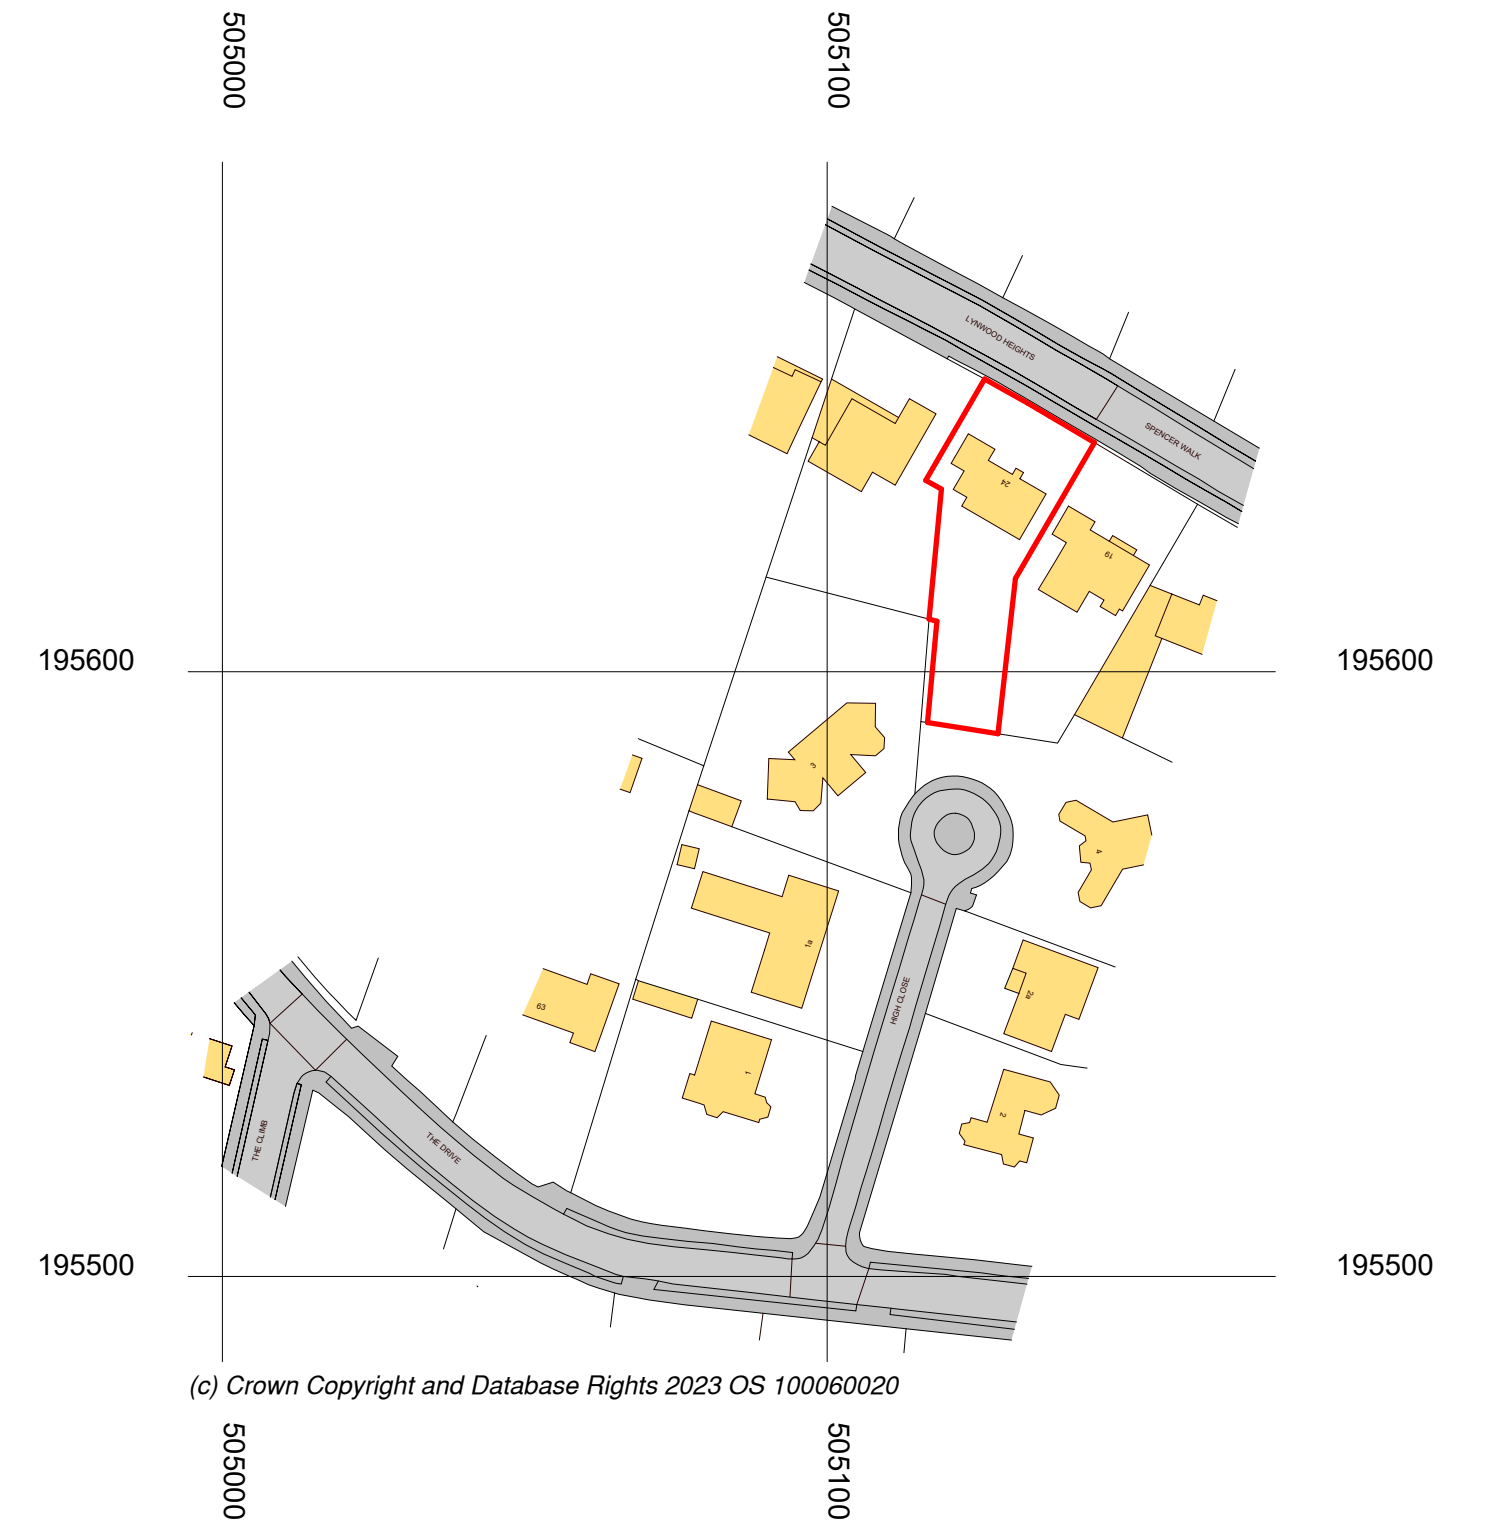 505000
505100
LYNWOOD HEIGHTS
SPENCER WALK
24
19
195600
195600
3
4
1a
2a
63
HIGH CLOSE
1
2
THE CLIMB
THE DRIVE
195500
195500
(c) Crown Copyright and Database Rights 2023 OS 100060020
505000
505100